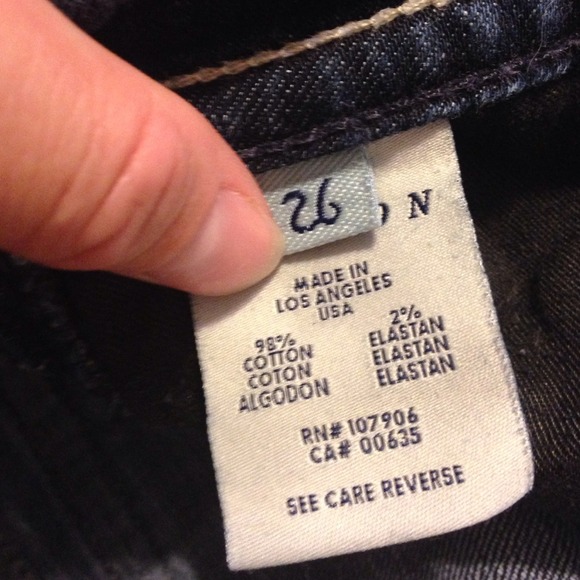 26
N
MADE IN
LOS ANGELES
USA
98%
COTTON
COTON
ALGODON
2%
ELASTAN
ELASTAN
ELASTAN
RN# 107906
CA# 00635
SEE CARE REVERSE